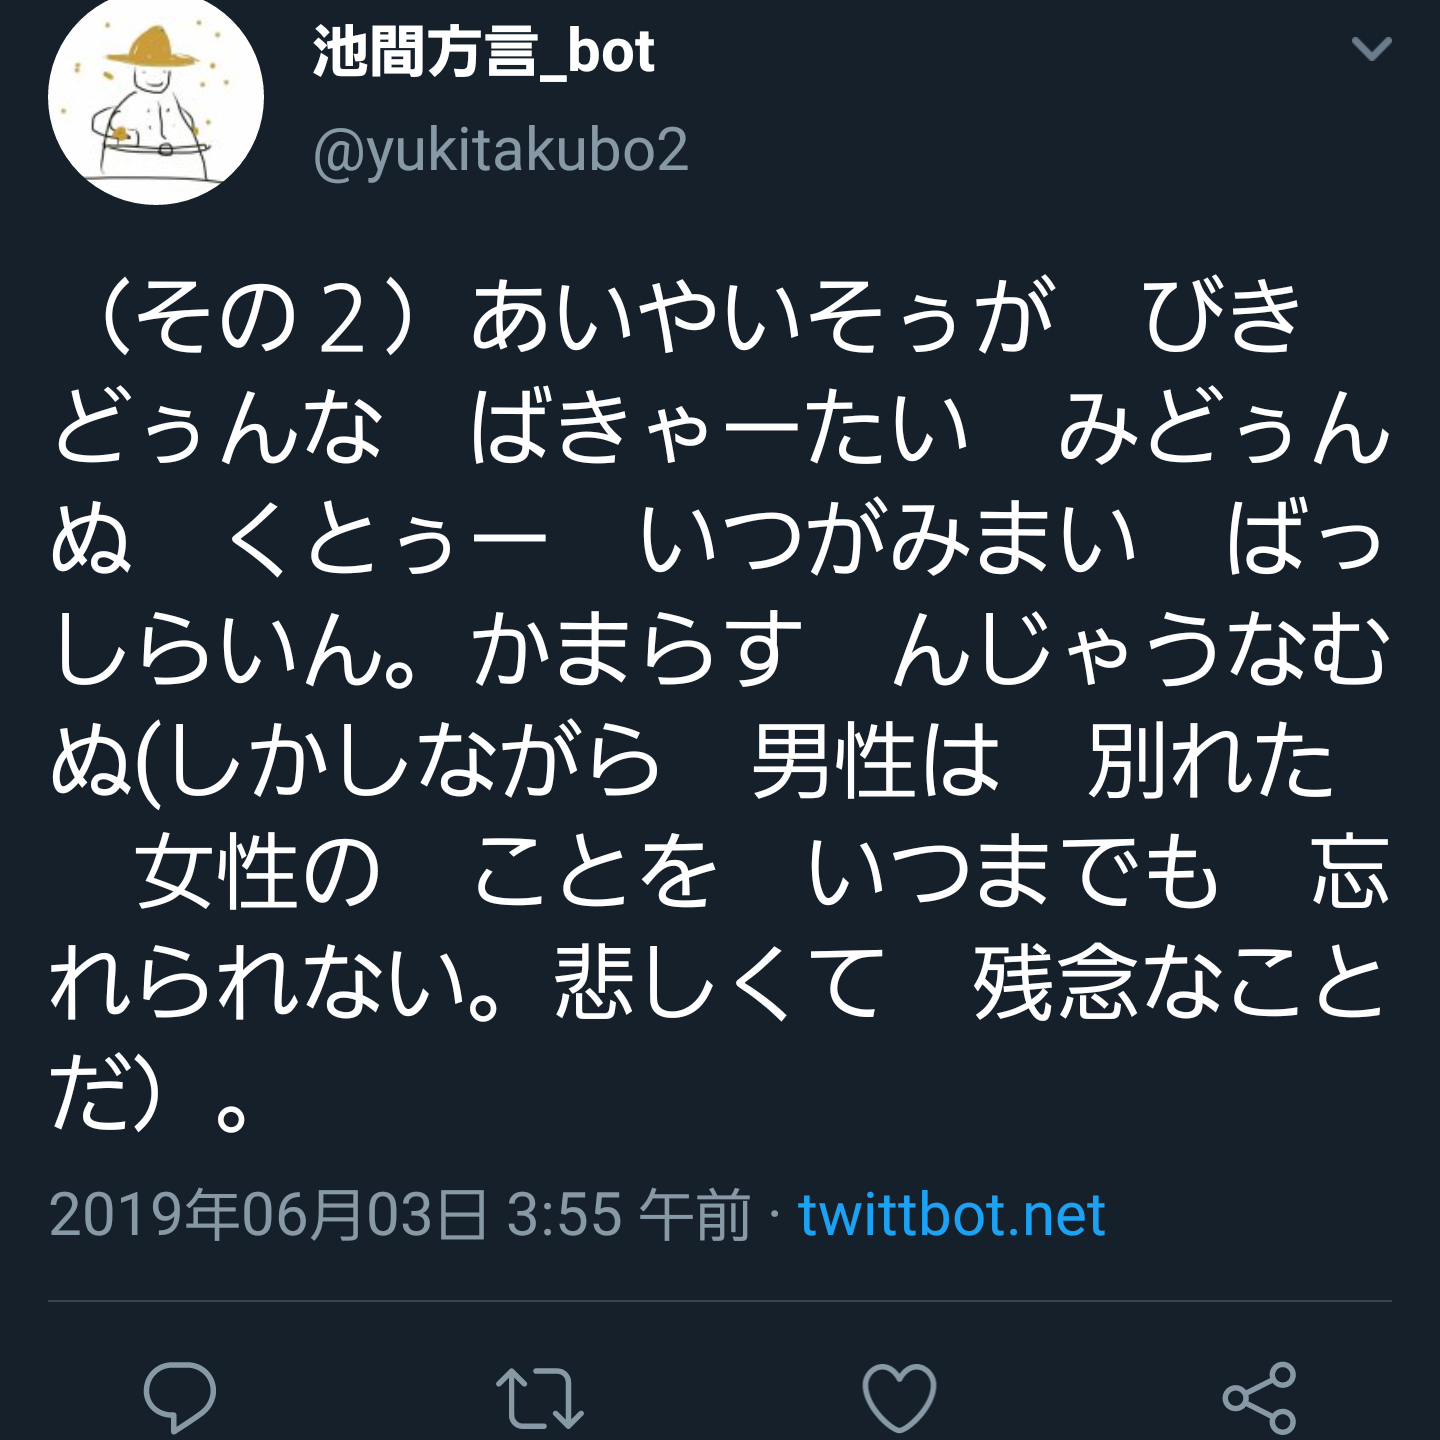 池間方言_bot
@yukitakubo2
（その２）あいやいそぅが　びき
どぅんな　ばきゃーたい　みどぅん
ぬ　くとぅー　いつがみまい　ばっ
しらいん。かまらす　んじゃうなむ
ぬ(しかしながら　男性は　別れた
　女性の　ことを　いつまでも　忘
れられない。悲しくて　残念なこと
だ）。
2019年06月03日 3:55 午前 · twittbot.net